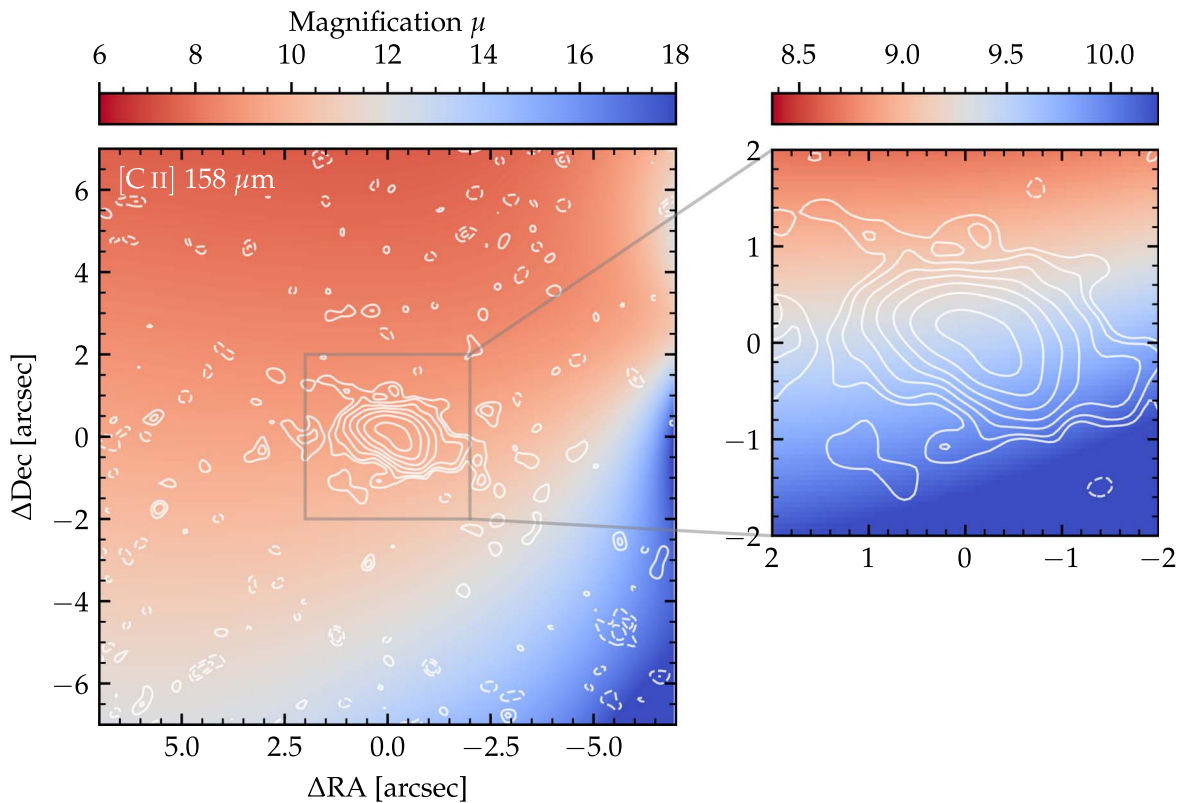 Magnification μ
6 8 10 12 14 16 18
8.5 9.0 9.5 10.0
[C II] 158 μm
6
4
2
0
−2
−4
−6
ΔDec [arcsec]
5.0 2.5 0.0 −2.5 −5.0
ΔRA [arcsec]
2
1
0
−1
−2
2 1 0 −1 −2